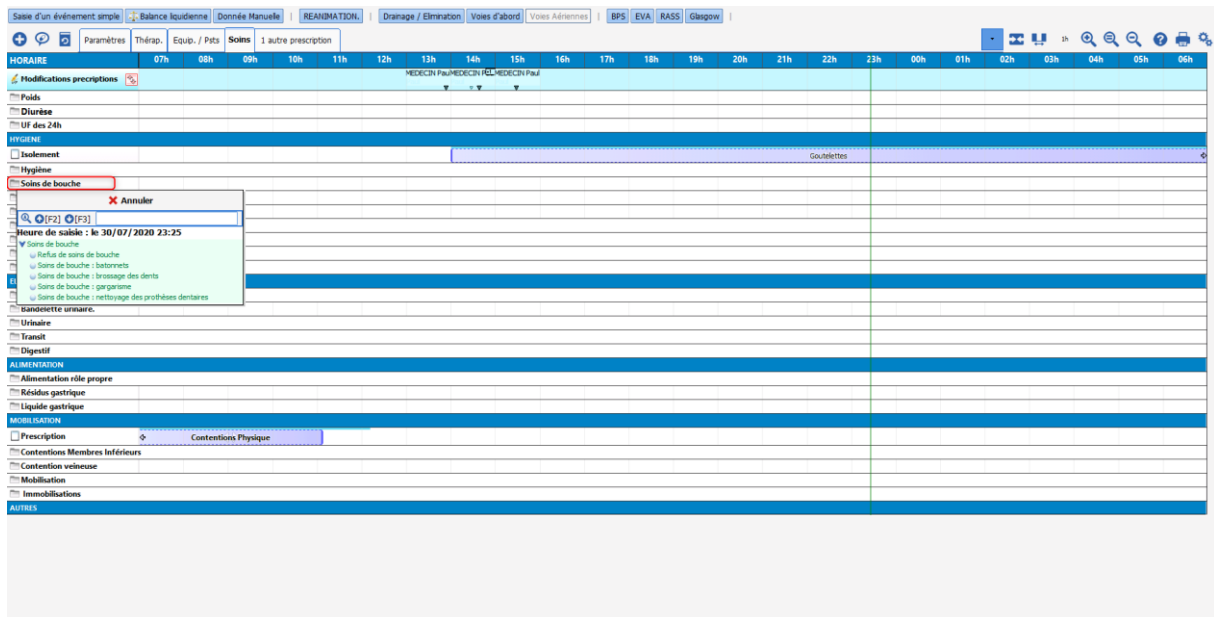 Saisie d'un événement simple Balance liquidienne Donnée Manuelle | REANIMATION. | Drainage / Elimination Voies d'abord Voies Aériennes | BPS EVA RASS Glasgow |
Paramètres Thérap. Equip. / Psts Soins 1 autre prescription 1h
HORAIRE 07h 08h 09h 10h 11h 12h 13h 14h 15h 16h 17h 18h 19h 20h 21h 22h 23h 00h 01h 02h 03h 04h 05h 06h
MEDECIN Paul MEDECIN MEDECIN Paul
Modifications precriptions
Poids
Diurèse
UF des 24h
HYGIENE
Isolement Goutelettes
Hygiène
Soins de bouche
Annuler
[F2] [F3]
Heure de saisie : le 30/07/2020 23:25
Soins de bouche
Refus de soins de bouche
Soins de bouche : batonnets
Soins de bouche : brossage des dents
Soins de bouche : gargarisme
Soins de bouche : nettoyage des prothèses dentaires
Bandelette urinaire.
Urinaire
Transit
Digestif
ALIMENTATION
Alimentation rôle propre
Résidus gastrique
Liquide gastrique
MOBILISATION
Prescription Contentions Physique
Contentions Membres Inférieurs
Contention veineuse
Mobilisation
Immobilisations
AUTRES